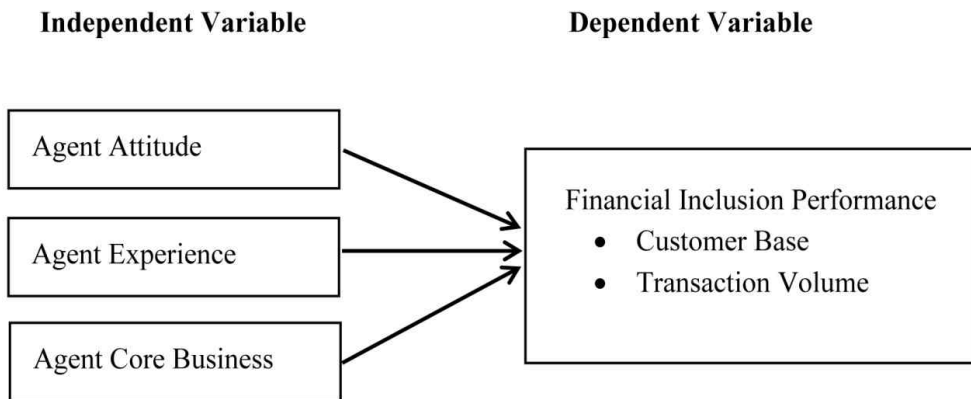 Independent Variable
Dependent Variable
Agent Attitude
Agent Experience
Agent Core Business
Financial Inclusion Performance
• Customer Base
• Transaction Volume